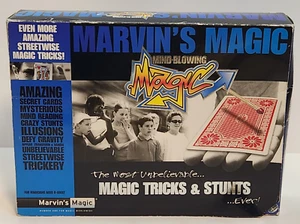 EVEN MORE
AMAZING
STREETWISE
MAGIC TRICKS!
MARVIN'S MAGIC
MIND-BLOWING
MAGIC
AMAZING
SECRET CARDS
MYSTERIOUS
MIND READING
CRAZY STUNTS
ILLUSIONS
DEFY GRAVITY
UNBELIEVABLE
STREETWISE
TRICKERY
The Most Unbelievable...
MAGIC TRICKS & STUNTS
...Ever!
Marvin's Magic